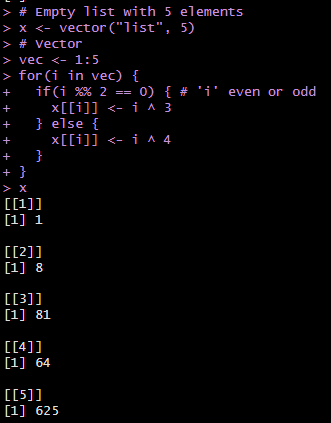 > # Empty list with 5 elements
> x <- vector("list", 5)
> # Vector
> vec <- 1:5
> for(i in vec) {
+   if(i %% 2 == 0) { # 'i' even or odd
+     x[[i]] <- i ^ 3
+   } else {
+     x[[i]] <- i ^ 4
+   }
+ }
> x
[[1]]
[1] 1

[[2]]
[1] 8

[[3]]
[1] 81

[[4]]
[1] 64

[[5]]
[1] 625